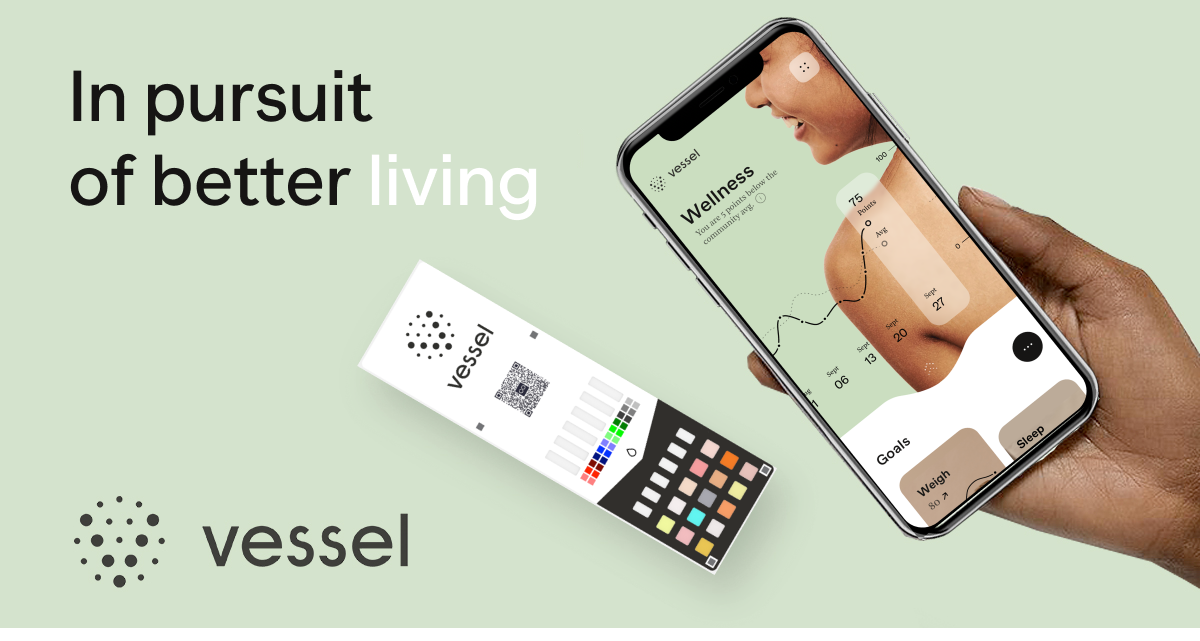 In pursuit
of better living
vessel
Wellness
You are 5 points below the
community avg.
100
75
Points
Avg
0
Sept
27
Sept
20
Sept
13
Sept
06
Goals
Weigh
80
Sleep
vessel
vessel